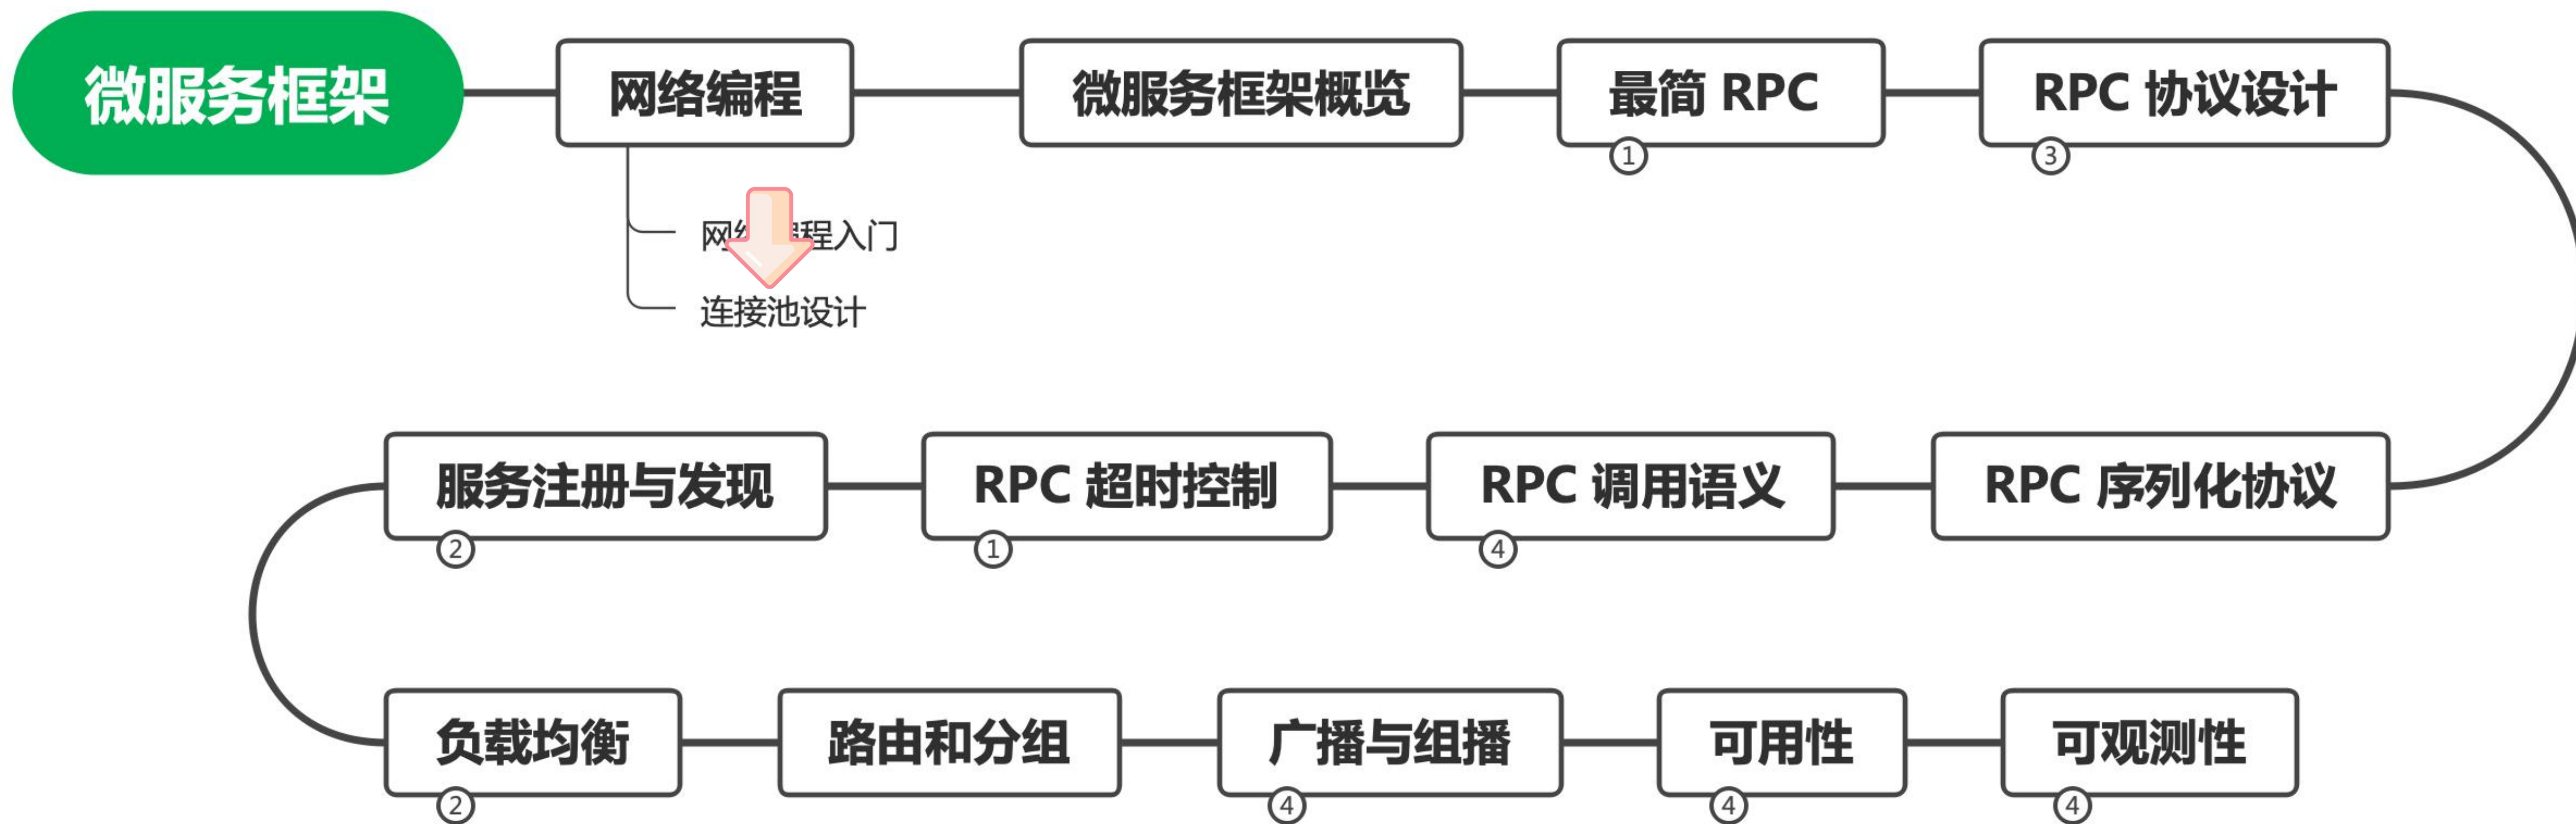 微服务框架
网络编程
微服务框架概览
最简 RPC
①
RPC 协议设计
③
网络编程入门
连接池设计
服务注册与发现
②
RPC 超时控制
①
RPC 调用语义
④
RPC 序列化协议
负载均衡
②
路由和分组
广播与组播
④
可用性
④
可观测性
④